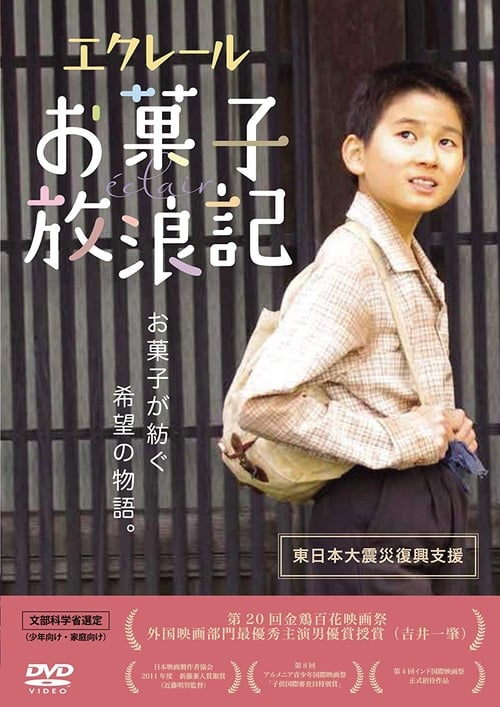 エクレール
お菓子
éclair
放浪記
お菓子が紡ぐ
希望の物語。
東日本大震災復興支援
文部科学省選定
(少年向け・家庭向け)
第20回金鶏百花映画祭
外国映画部門最優秀主演男優賞授賞(吉井一肇)
DVD
VIDEO
日本映画製作者協会
2011年度 新藤兼人賞銀賞
(近藤明男監督)
第8回
アルメニア青少年国際映画祭
「子供国際審査員特別賞」
第4回インド国際映画祭
正式招待作品